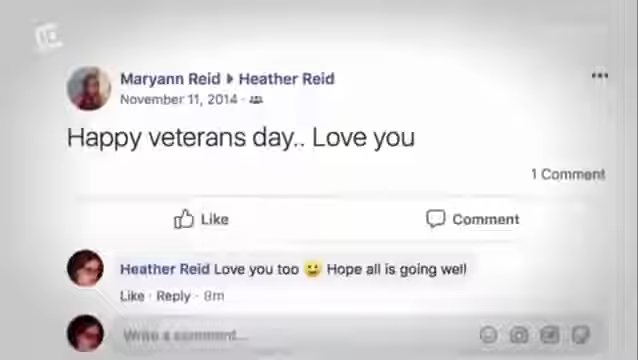 Maryann Reid ▸ Heather Reid
November 11, 2014 ·
Happy veterans day.. Love you
1 Comment
Like
Comment
Heather Reid Love you too 🙂 Hope all is going well
Like · Reply · 8m
Write a comment...